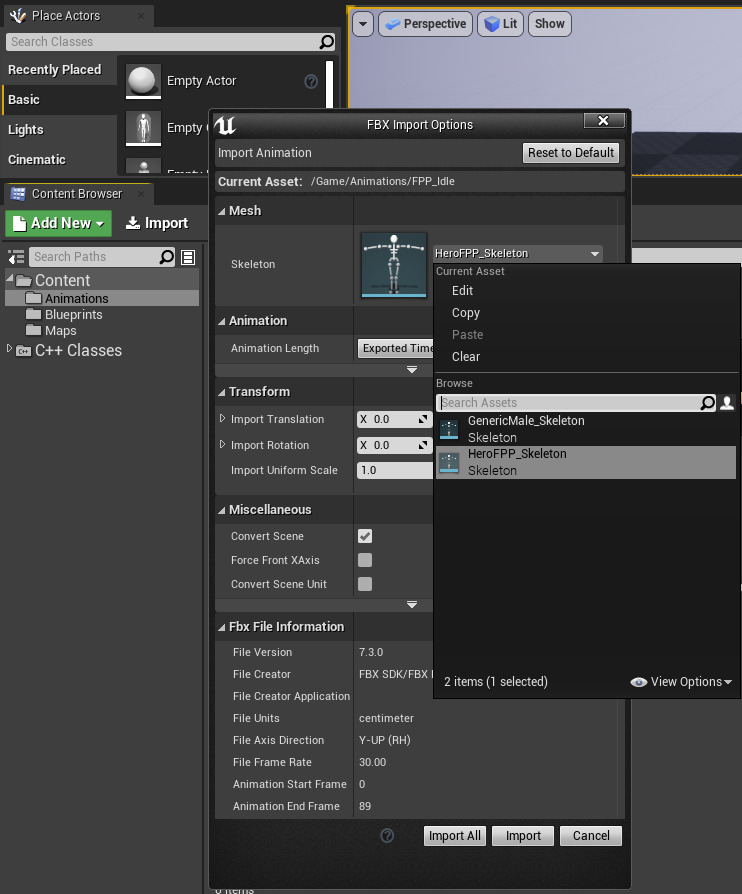 Place Actors
Perspective
Lit
Show
Search Classes
Recently Placed
Basic
Lights
Cinematic
Empty Actor
Empty
Content Browser
Add New
Import
Search Paths
Content
Animations
Blueprints
Maps
C++ Classes
FBX Import Options
Import Animation
Reset to Default
Current Asset: /Game/Animations/FPP_Idle
Mesh
Skeleton
HeroFPP_Skeleton
Current Asset
Edit
Copy
Paste
Clear
Browse
Search Assets
GenericMale_Skeleton
Skeleton
HeroFPP_Skeleton
Skeleton
2 items (1 selected)
View Options
Animation
Animation Length
Exported Time
Transform
Import Translation
X 0.0
Import Rotation
X 0.0
Import Uniform Scale
1.0
Miscellaneous
Convert Scene
Force Front XAxis
Convert Scene Unit
Fbx File Information
File Version 7.3.0
File Creator FBX SDK/FBX
File Creator Application
File Units centimeter
File Axis Direction Y-UP (RH)
File Frame Rate 30.00
Animation Start Frame 0
Animation End Frame 89
Import All
Import
Cancel
0 items